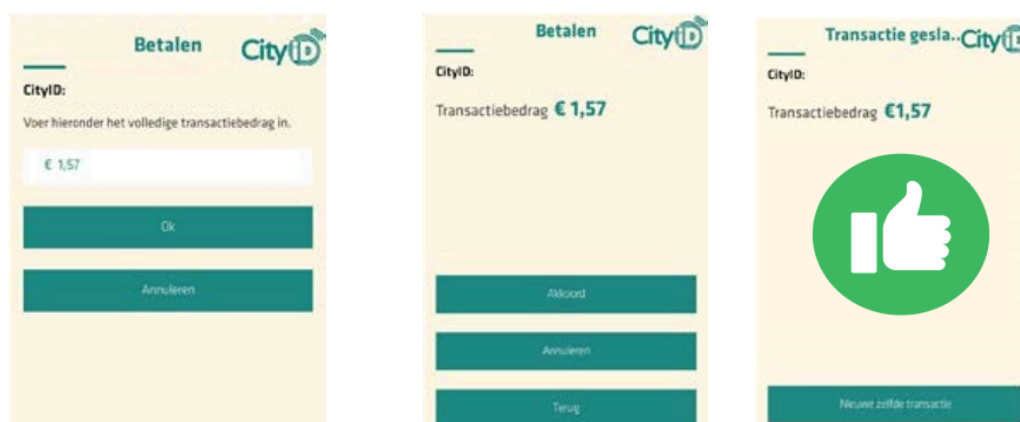 Betalen
CityID
CityID:
Voer hieronder het volledige transactiebedrag in.
€ 1,57
Ok
Annuleren
Betalen
CityID
CityID:
Transactiebedrag € 1,57
Akkoord
Annuleren
Terug
Transactie gesla..
CityID
CityID:
Transactiebedrag €1,57
Nieuwe zelfde transactie